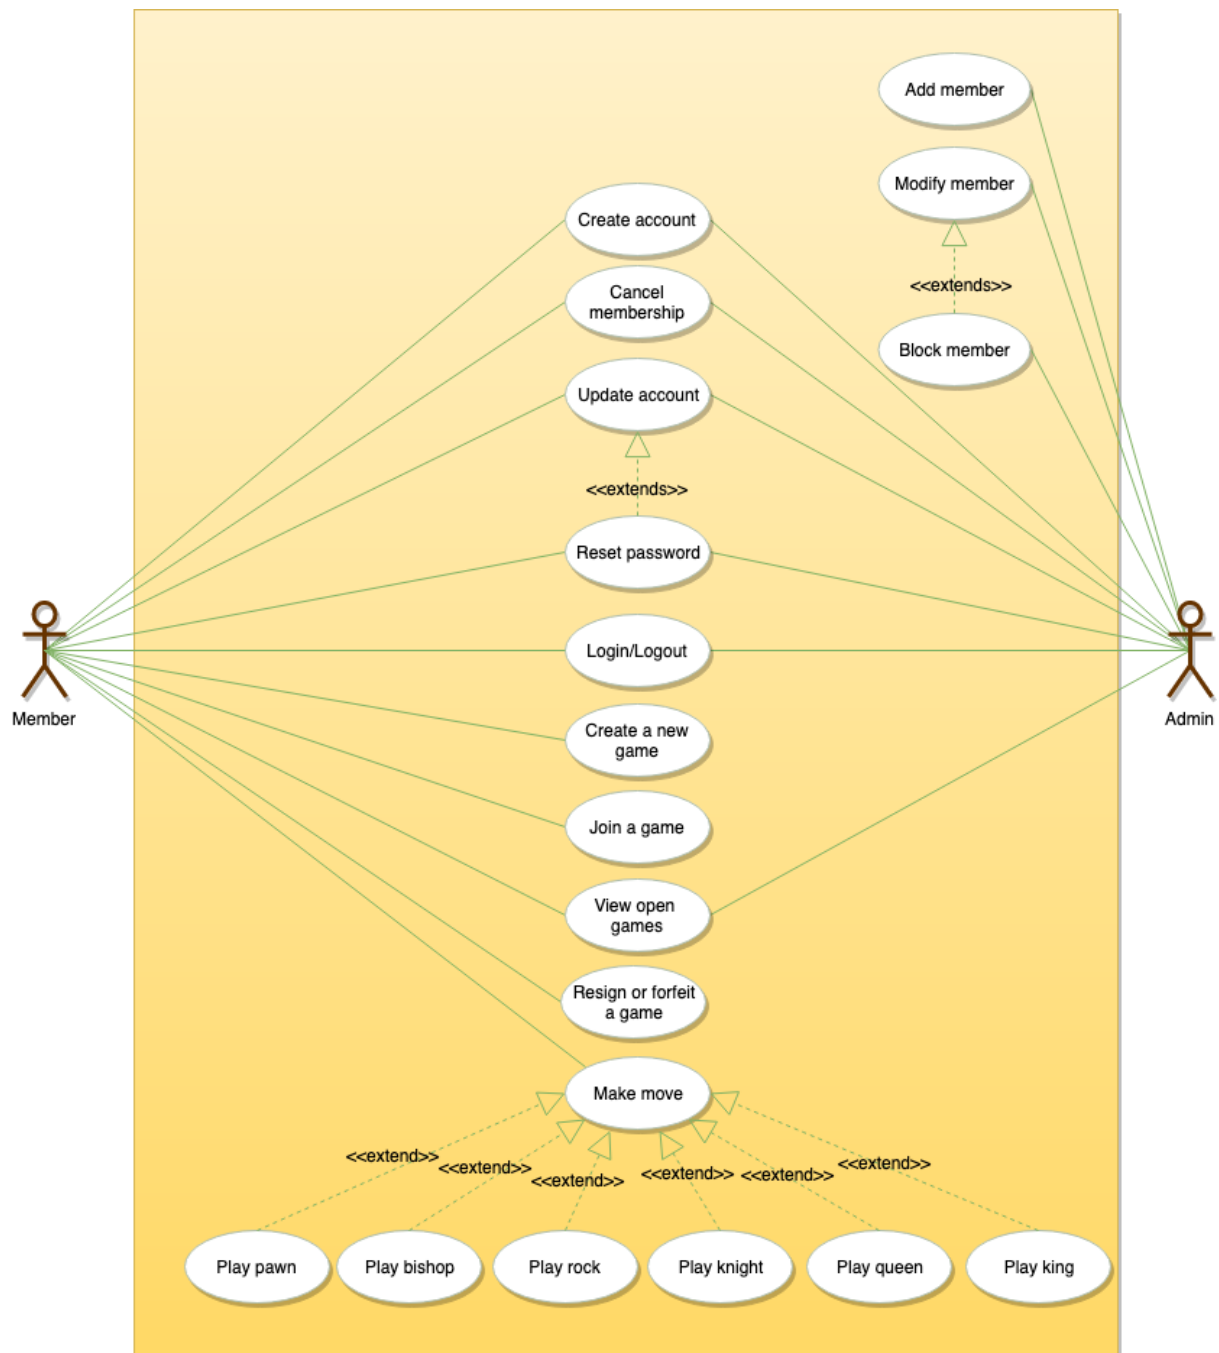 Add member
Modify member
Create account
<<extends>>
Cancel
membership
Block member
Update account
<<extends>>
Reset password
Login/Logout
Member
Admin
Create a new
game
Join a game
View open
games
Resign or forfeit
a game
Make move
<<extend>>
<<extend>>
<<extend>>
<<extend>>
<<extend>>
<<extend>>
Play pawn
Play bishop
Play rock
Play knight
Play queen
Play king